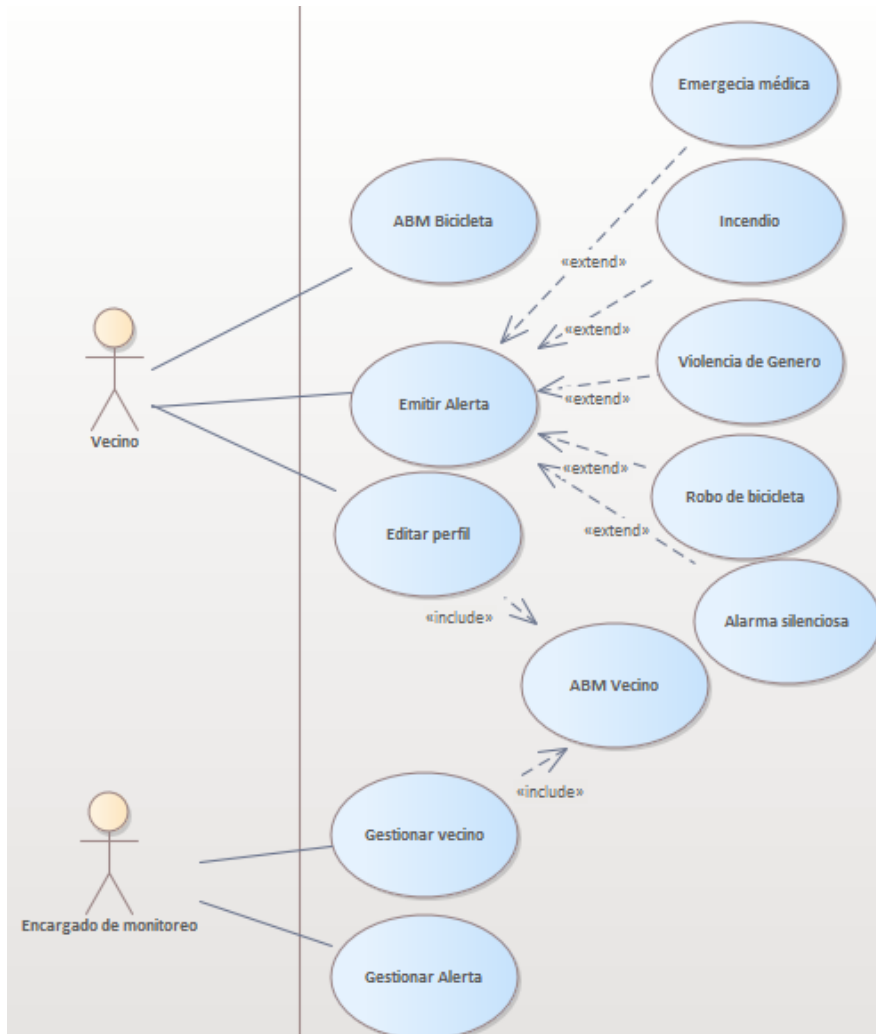 Emergecia médica
ABM Bicicleta
Incendio
«extend»
«extend»
Violencia de Genero
«extend»
Emitir Alerta
Vecino
«extend»
Robo de bicicleta
«extend»
Editar perfil
«include»
Alarma silenciosa
ABM Vecino
«include»
Gestionar vecino
Encargado de monitoreo
Gestionar Alerta